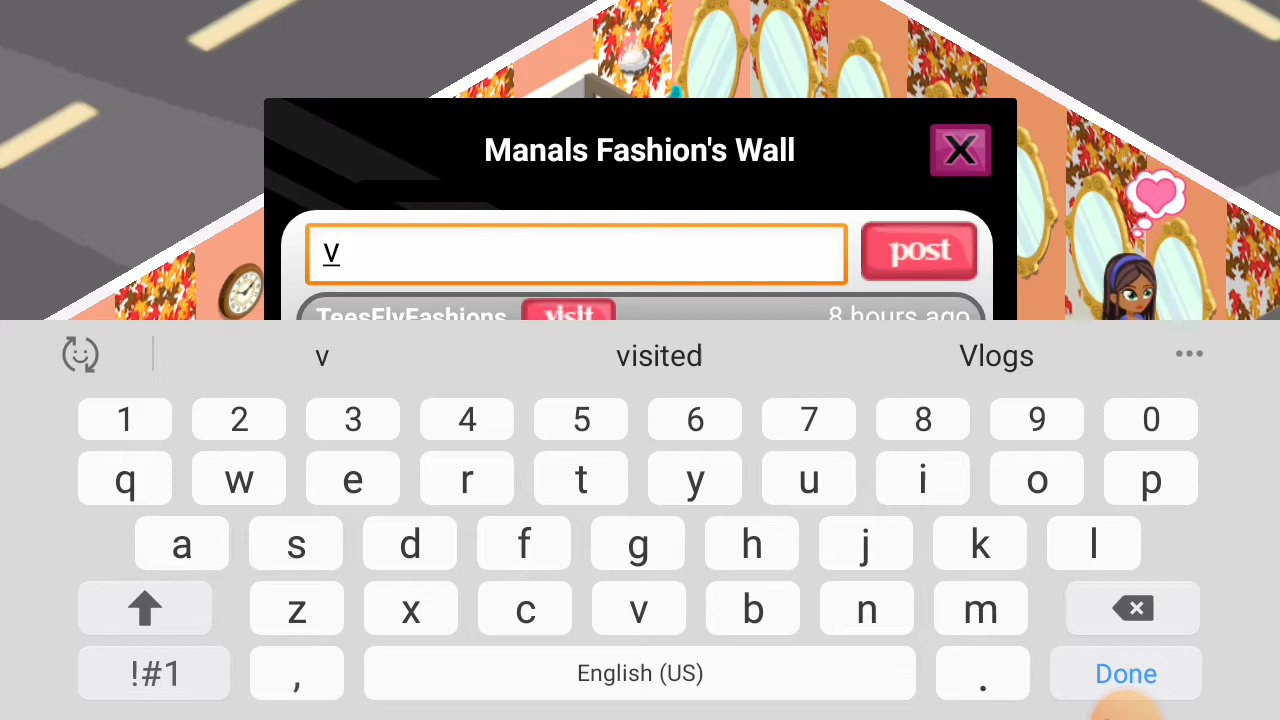 Manals Fashion's Wall
X
v
post
TeesFlyFashions visit 8 hours ago
v visited Vlogs
1 2 3 4 5 6 7 8 9 0
q w e r t y u i o p
a s d f g h j k l
z x c v b n m
!#1 , English (US) . Done